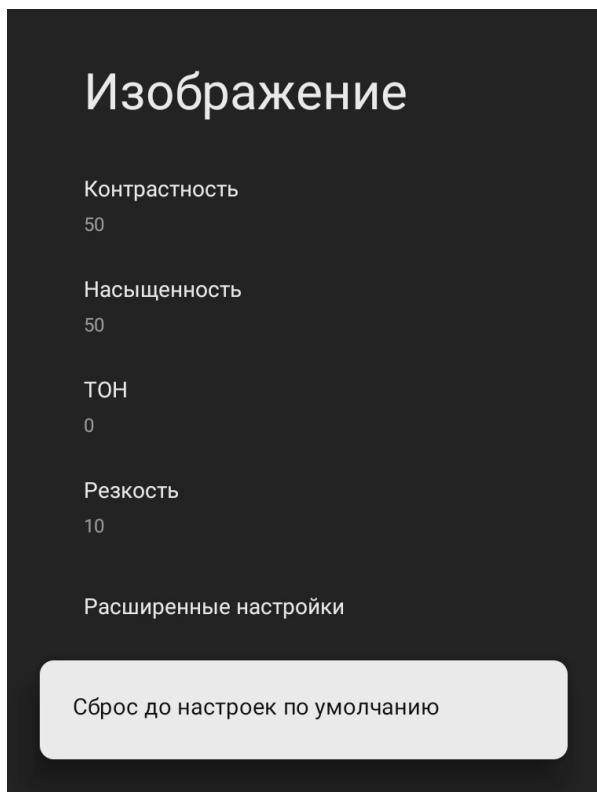 Изображение
Контрастность
50
Насыщенность
50
ТОН
0
Резкость
10
Расширенные настройки
Сброс до настроек по умолчанию